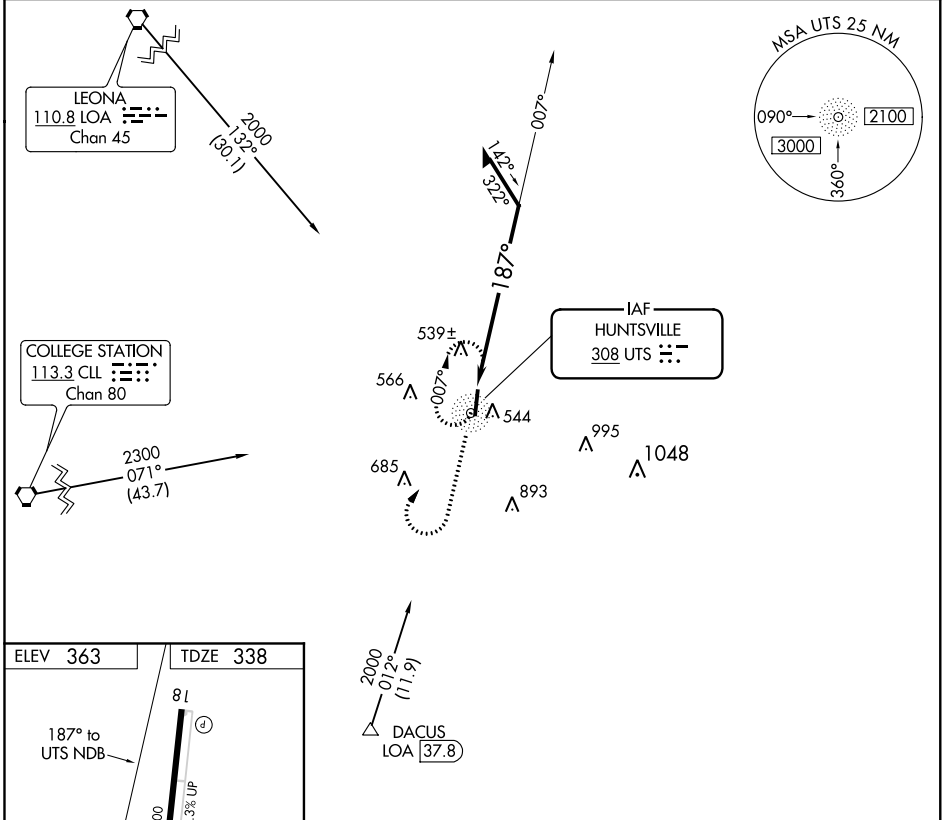 MSA UTS 25 NM
090°
2100
3000
360°
LEONA
110.8 LOA
Chan 45
2000
132°
(30.1)
007°
142°
322°
187°
IAF
HUNTSVILLE
308 UTS
539±
007°
566
544
COLLEGE STATION
113.3 CLL
Chan 80
2300
071°
(43.7)
685
995
1048
893
2000
012°
(11.9)
DACUS
LOA 37.8
ELEV 363
TDZE 338
18
P
187° to
UTS NDB
.3% UP
00